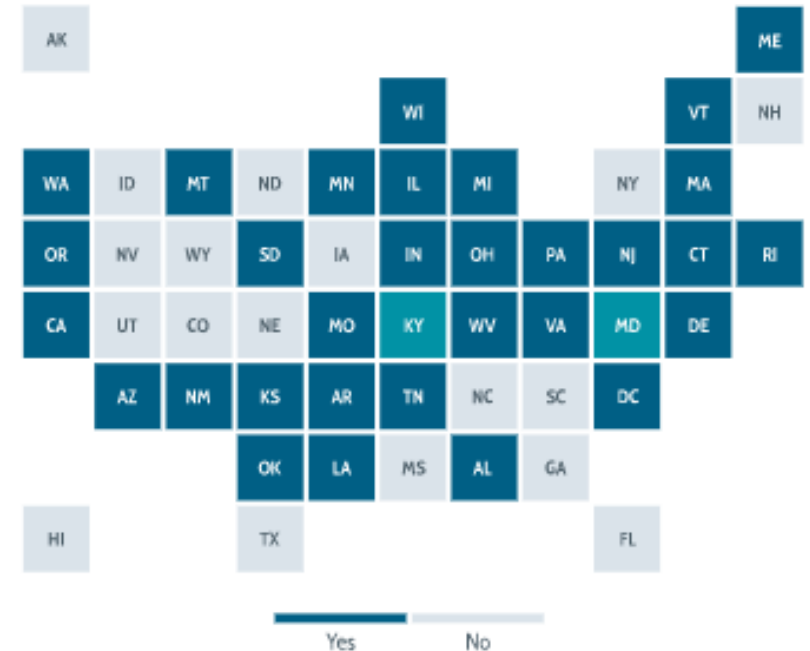 AK ME
WI VT NH
WA ID MT ND MN IL MI NY MA
OR NV WY SD IA IN OH PA NJ CT RI
CA UT CO NE MO KY WV VA MD DE
AZ NM KS AR TN NC SC DC
OK LA MS AL GA
HI TX FL
Yes No